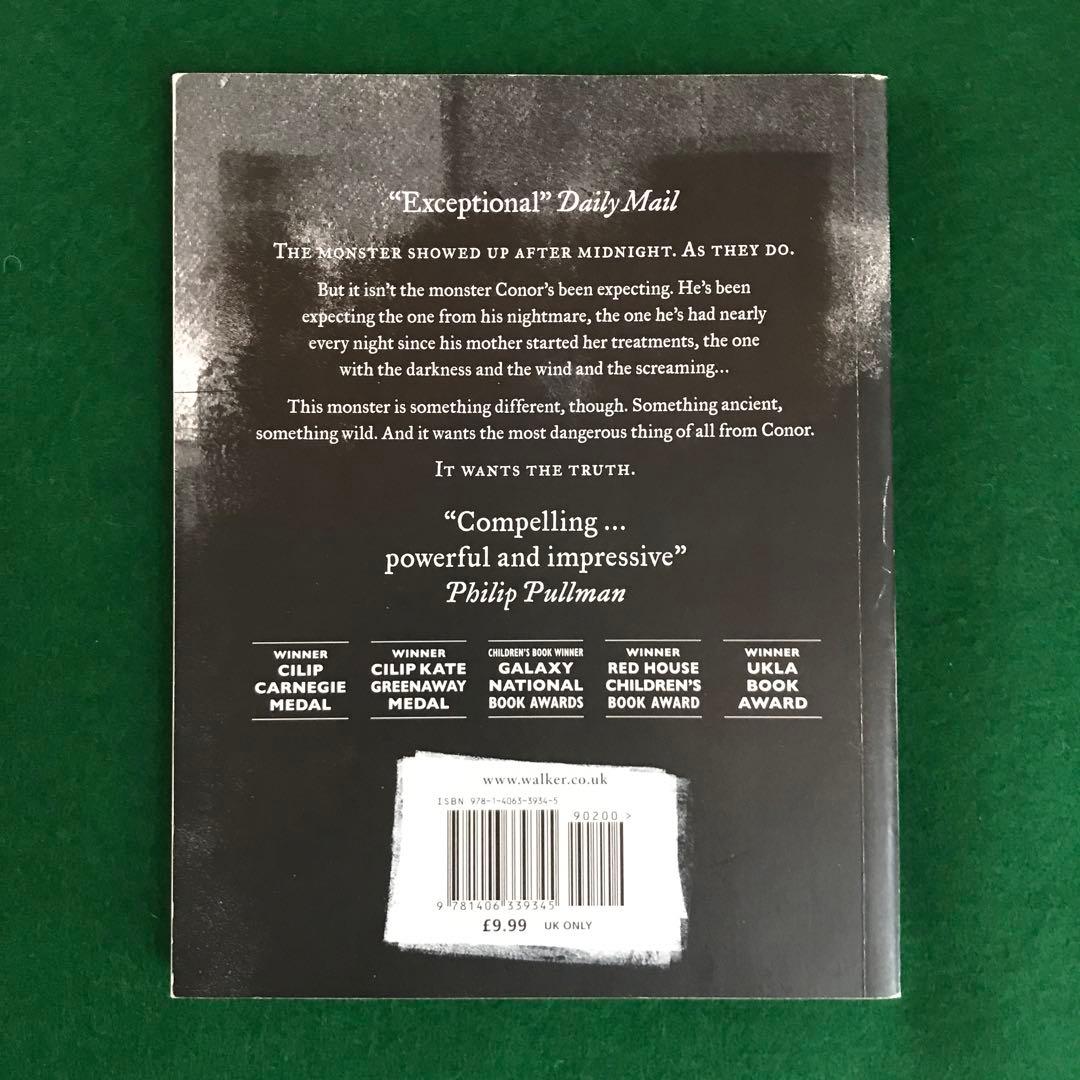 “Exceptional” Daily Mail
THE MONSTER SHOWED UP AFTER MIDNIGHT. AS THEY DO.
But it isn’t the monster Conor’s been expecting. He’s been
expecting the one from his nightmare, the one he’s had nearly
every night since his mother started her treatments, the one
with the darkness and the wind and the screaming...
This monster is something different, though. Something ancient,
something wild. And it wants the most dangerous thing of all from Conor.
IT WANTS THE TRUTH.
“Compelling ...
powerful and impressive”
Philip Pullman
WINNER
CILIP
CARNEGIE
MEDAL
WINNER
CILIP KATE
GREENAWAY
MEDAL
CHILDREN’S BOOK WINNER
GALAXY
NATIONAL
BOOK AWARDS
WINNER
RED HOUSE
CHILDREN’S
BOOK AWARD
WINNER
UKLA
BOOK
AWARD
www.walker.co.uk
ISBN 978-1-4063-3934-5
90200 >
9 781406 339345
£9.99 UK ONLY